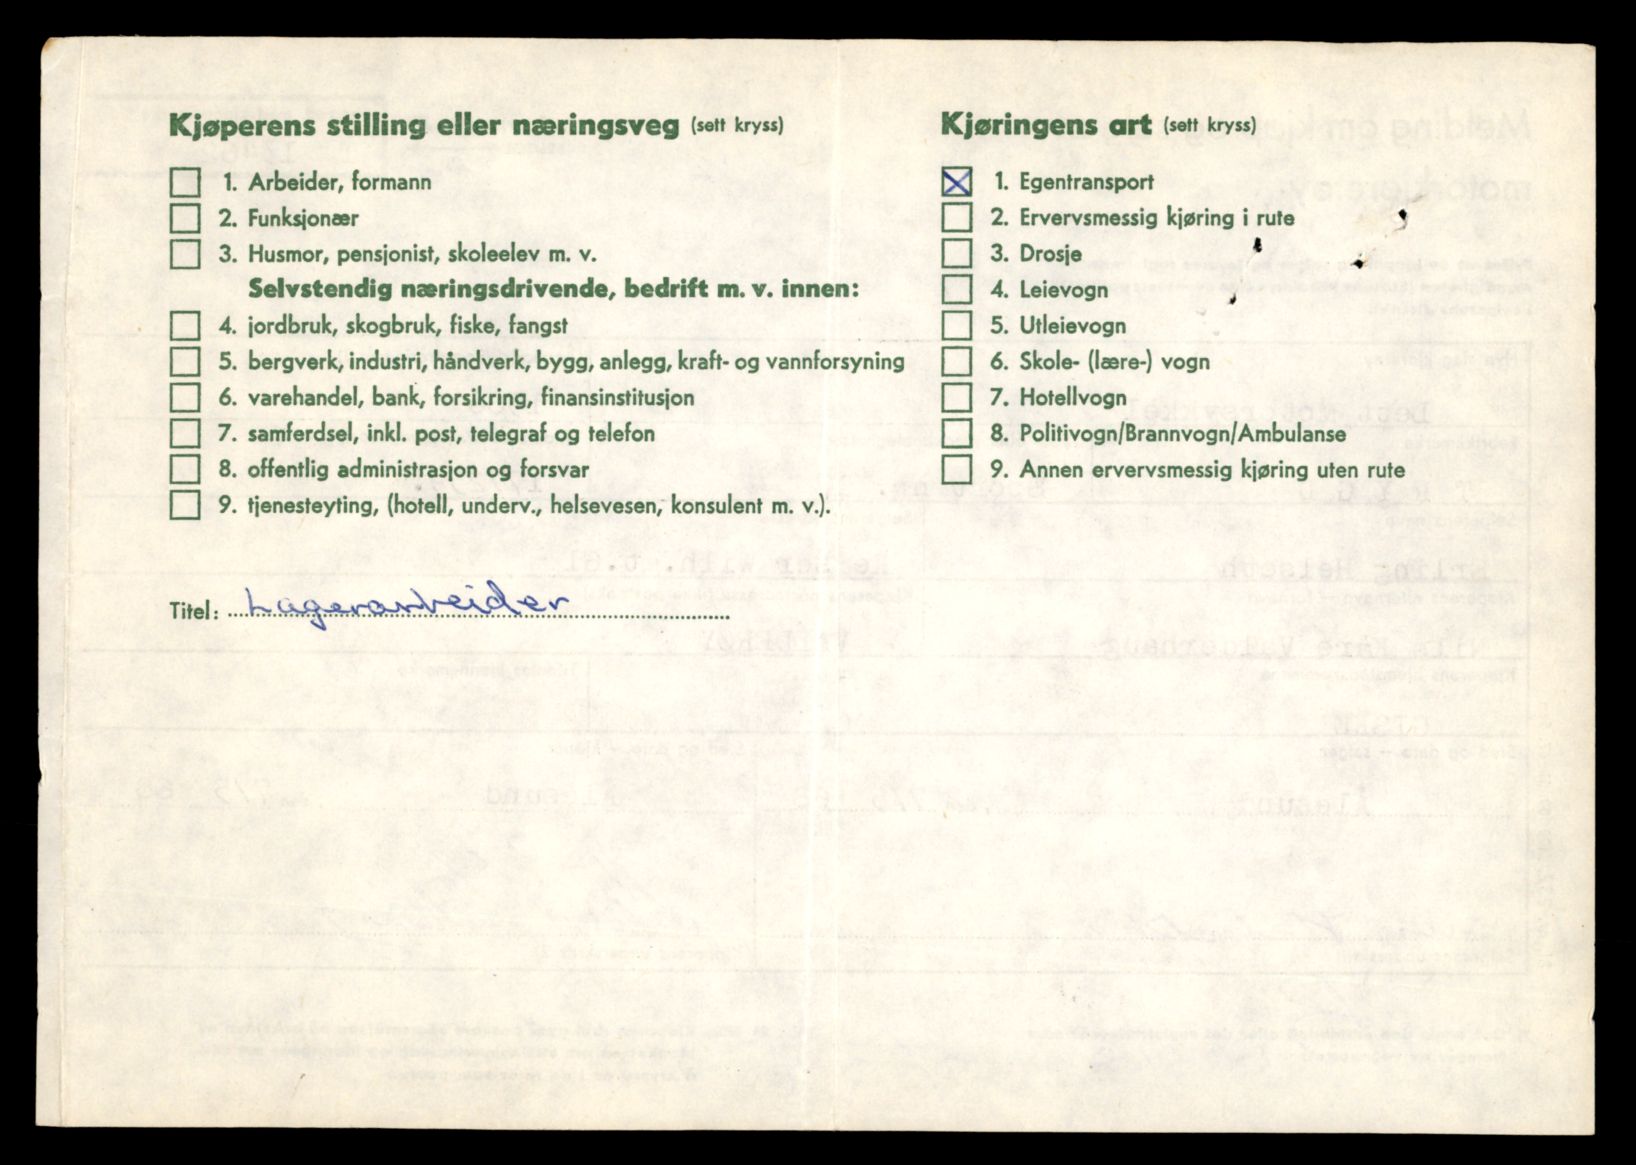 Kjøperens stilling eller næringsveg (sett kryss)
1. Arbeider, formann
2. Funksjonær
3. Husmor, pensjonist, skoleelev m. v.
Selvstendig næringsdrivende, bedrift m. v. innen:
4. jordbruk, skogbruk, fiske, fangst
5. bergverk, industri, håndverk, bygg, anlegg, kraft- og vannforsyning
6. varehandel, bank, forsikring, finansinstitusjon
7. samferdsel, inkl. post, telegraf og telefon
8. offentlig administrasjon og forsvar
9. tjenesteyting, (hotell, underv., helsevesen, konsulent m. v.).
Titel: Lagerarbeider
Kjøringens art (sett kryss)
1. Egentransport
2. Ervervsmessig kjøring i rute
3. Drosje
4. Leievogn
5. Utleievogn
6. Skole- (lære-) vogn
7. Hotellvogn
8. Politivogn/Brannvogn/Ambulanse
9. Annen ervervsmessig kjøring uten rute